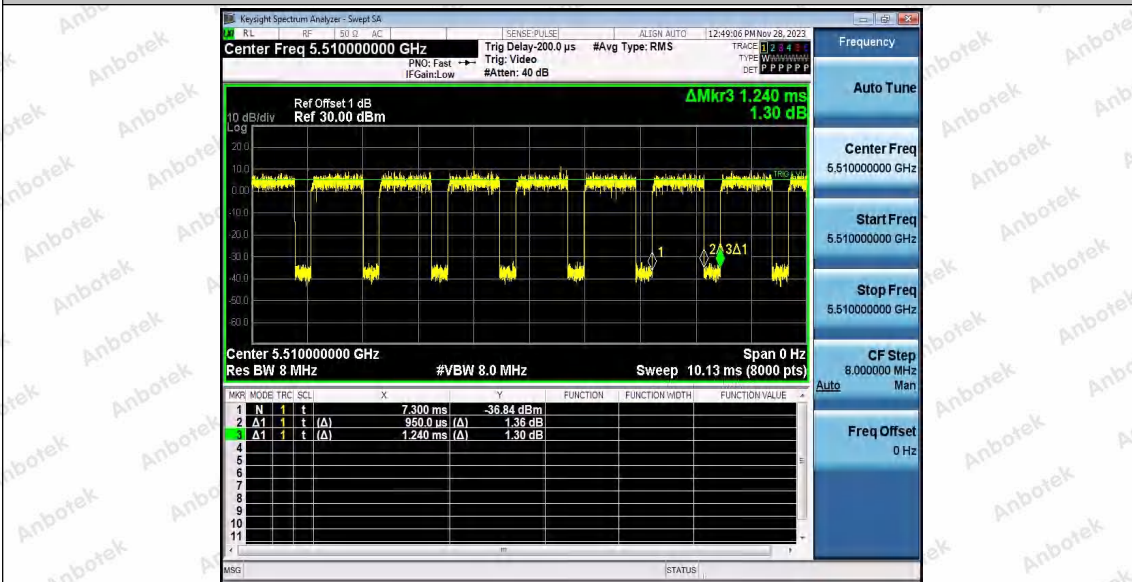 Keysight Spectrum Analyzer - Swept SA
RL RF 50 Ω AC SENSE:PULSE ALIGN AUTO 12:49:06 PM Nov 28, 2023
Center Freq 5.510000000 GHz
PNO: Fast
IFGain:Low
Trig Delay-200.0 µs
Trig: Video
#Atten: 40 dB
#Avg Type: RMS
TRACE 1 2 3 4 5 6
TYPE WWWWWW
DET P P P P P P
ΔMkr3 1.240 ms
1.30 dB
Ref Offset 1 dB
Ref 30.00 dBm
10 dB/div
Log
20.0
10.0
0.00
-10.0
-20.0
-30.0
-40.0
-50.0
-60.0
1
2Δ3Δ1
Center 5.510000000 GHz
Span 0 Hz
Res BW 8 MHz
#VBW 8.0 MHz
Sweep 10.13 ms (8000 pts)
MKR MODE TRC SCL X Y FUNCTION FUNCTION WIDTH FUNCTION VALUE
1 N 1 t 7.300 ms -36.84 dBm
2 Δ1 1 t (Δ) 950.0 µs (Δ) 1.36 dB
3 Δ1 1 t (Δ) 1.240 ms (Δ) 1.30 dB
4
5
6
7
8
9
10
11
MSG
STATUS
Frequency
Auto Tune
Center Freq
5.510000000 GHz
Start Freq
5.510000000 GHz
Stop Freq
5.510000000 GHz
CF Step
8.000000 MHz
Auto Man
Freq Offset
0 Hz
Anbotek